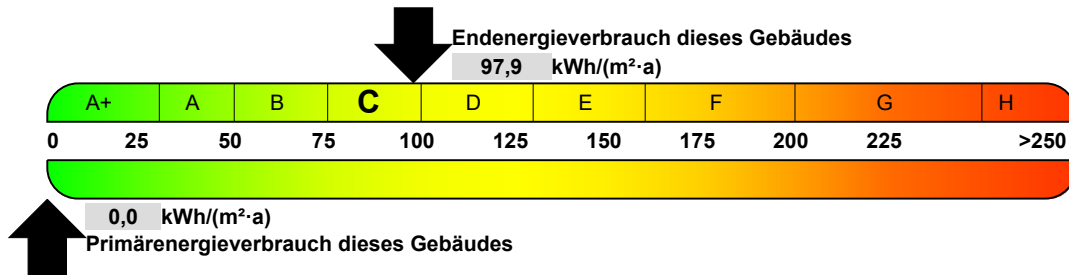 Endenergieverbrauch dieses Gebäudes
97,9 kWh/(m²·a)
A+ A B C D E F G H
0 25 50 75 100 125 150 175 200 225 >250
0,0 kWh/(m²·a)
Primärenergieverbrauch dieses Gebäudes